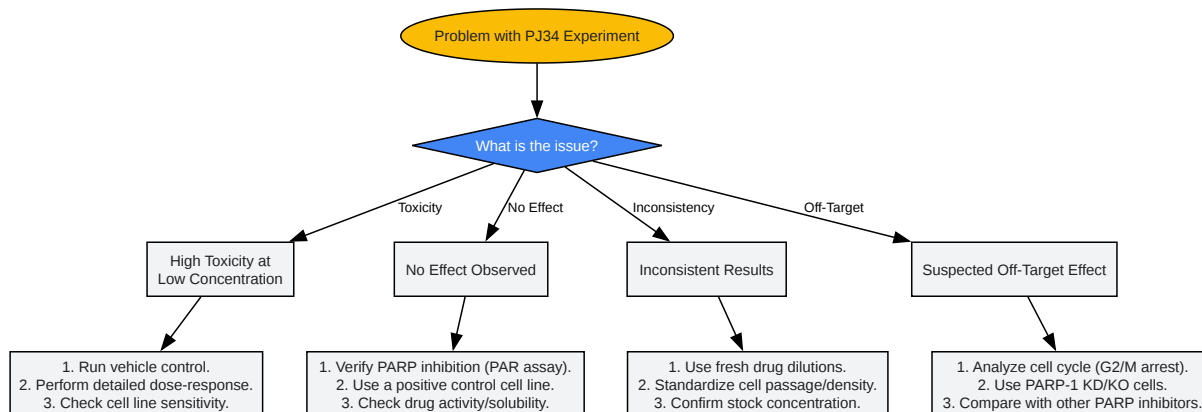 Problem with PJ34 Experiment
What is the issue?
Toxicity
No Effect
Inconsistency
Off-Target
High Toxicity at
Low Concentration
No Effect Observed
Inconsistent Results
Suspected Off-Target Effect
1. Run vehicle control.
2. Perform detailed dose-response.
3. Check cell line sensitivity.
1. Verify PARP inhibition (PAR assay).
2. Use a positive control cell line.
3. Check drug activity/solubility.
1. Use fresh drug dilutions.
2. Standardize cell passage/density.
3. Confirm stock concentration.
1. Analyze cell cycle (G2/M arrest).
2. Use PARP-1 KD/KO cells.
3. Compare with other PARP inhibitors.